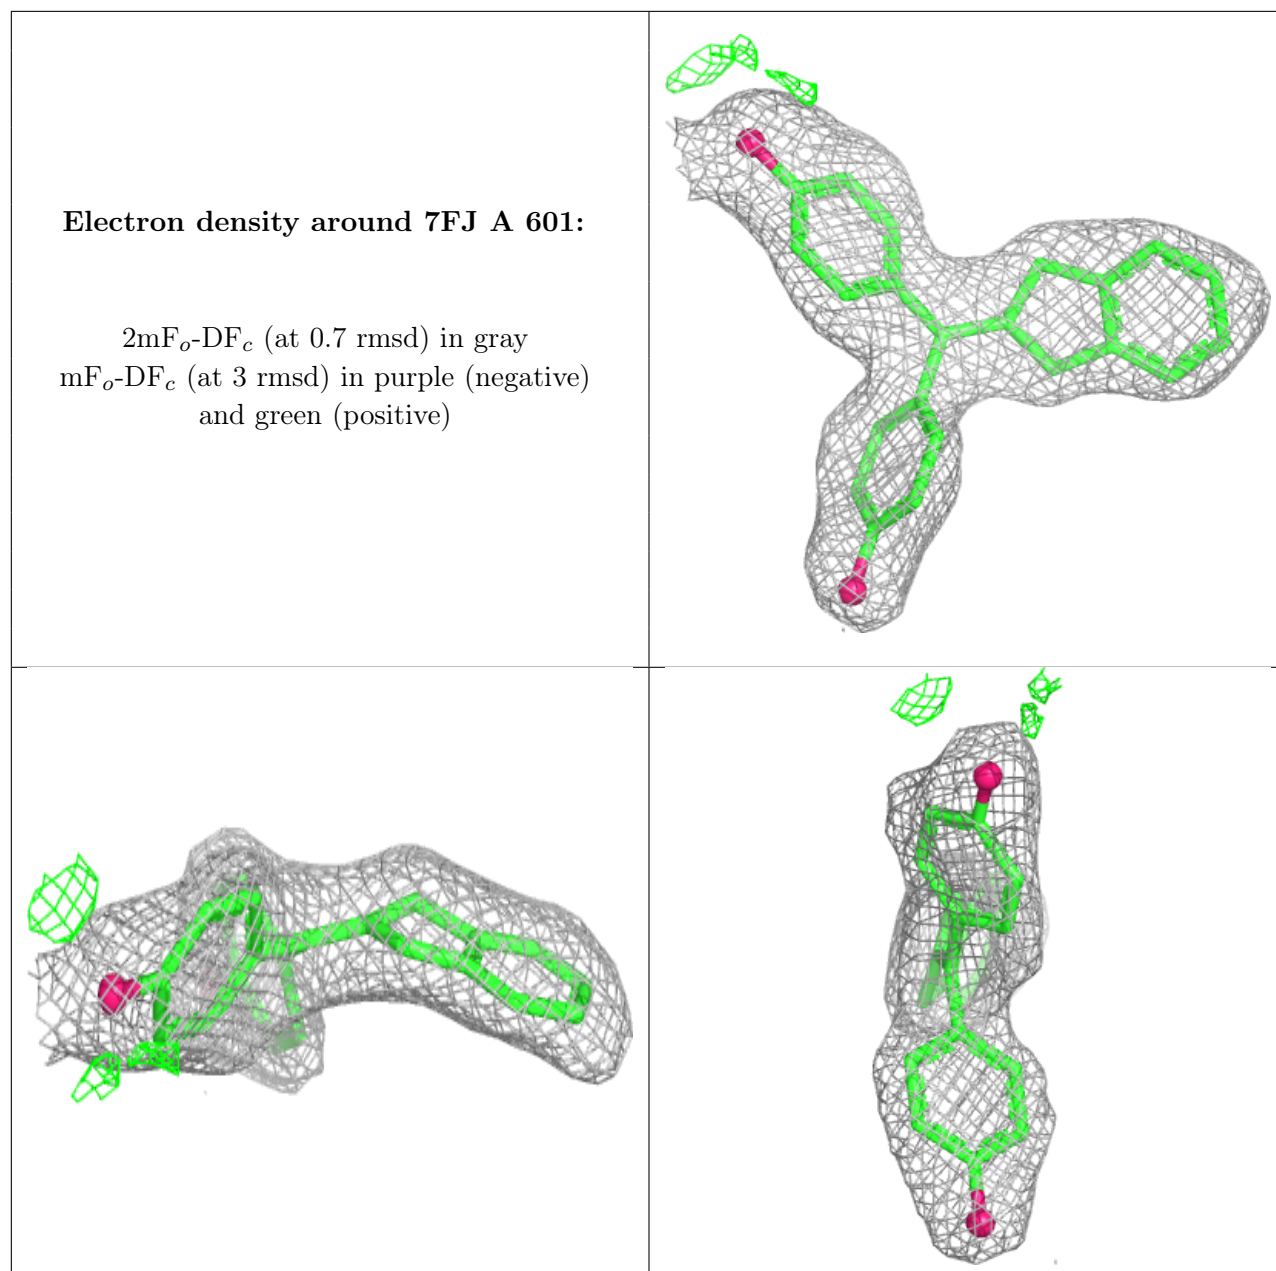 Electron density around 7FJ A 601:
2mFo-DFc (at 0.7 rmsd) in gray
mFo-DFc (at 3 rmsd) in purple (negative)
and green (positive)